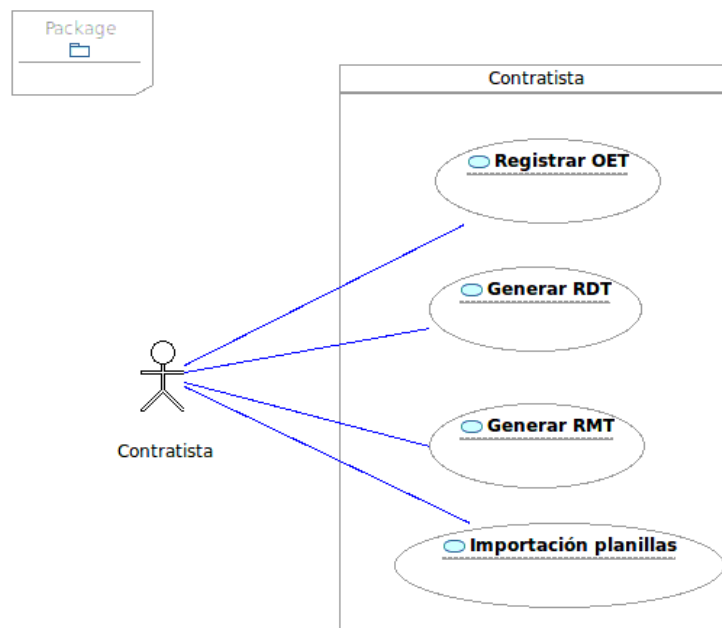 Package
Contratista
Registrar OET
Generar RDT
Generar RMT
Contratista
Importación planillas